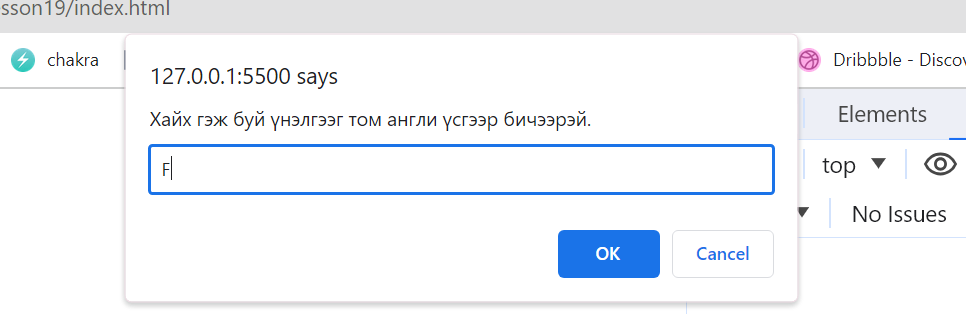 sson19/index.html
chakra
Dribbble - Discov
127.0.0.1:5500 says
Хайх гэж буй үнэлгээг том англи үсгээр бичээрэй.
F
OK
Cancel
Elements
top
No Issues